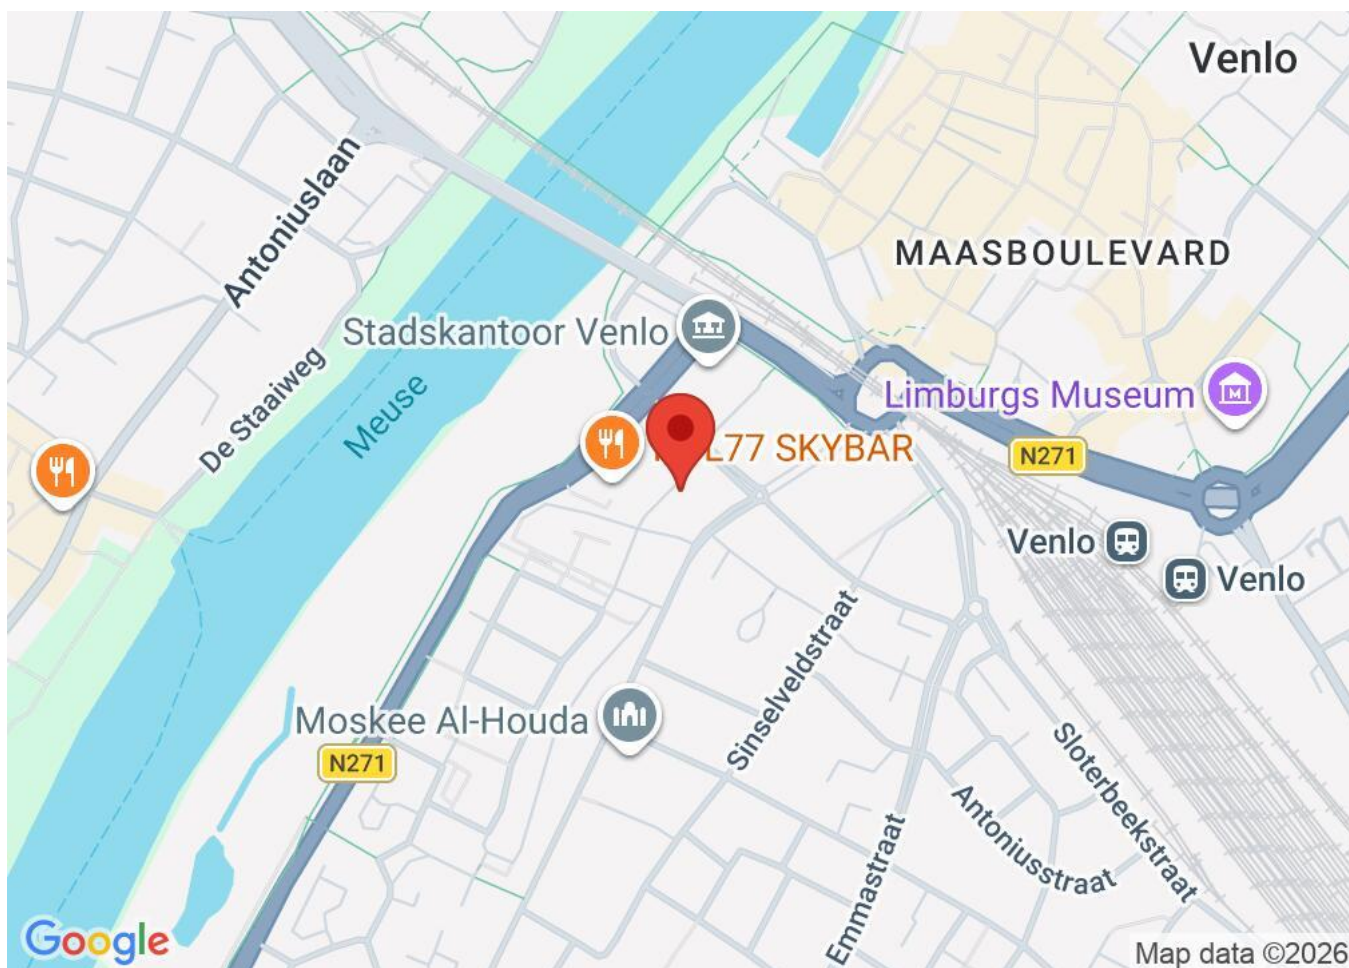 Venlo
Antoniuslaan
MAASBOULEVARD
Stadskantoor Venlo
De Staaiweg
Meuse
Limburgs Museum
L77 SKYBAR
N271
Venlo
Venlo
Sinselveldstraat
Moskee Al-Houda
N271
Sloterbeekstraat
Antoniusstraat
Emmastraat
Google
Map data ©2026